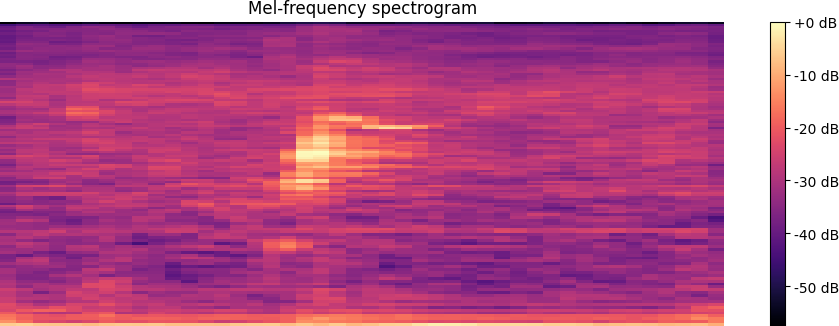 Mel-frequency spectrogram
+0 dB
-10 dB
-20 dB
-30 dB
-40 dB
-50 dB